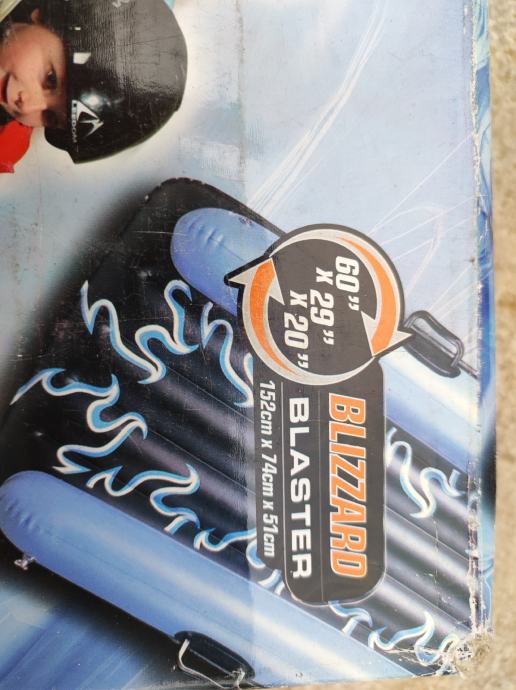 60" x 29" x 20"
BLIZZARD
BLASTER
152cm x 74cm x 51cm